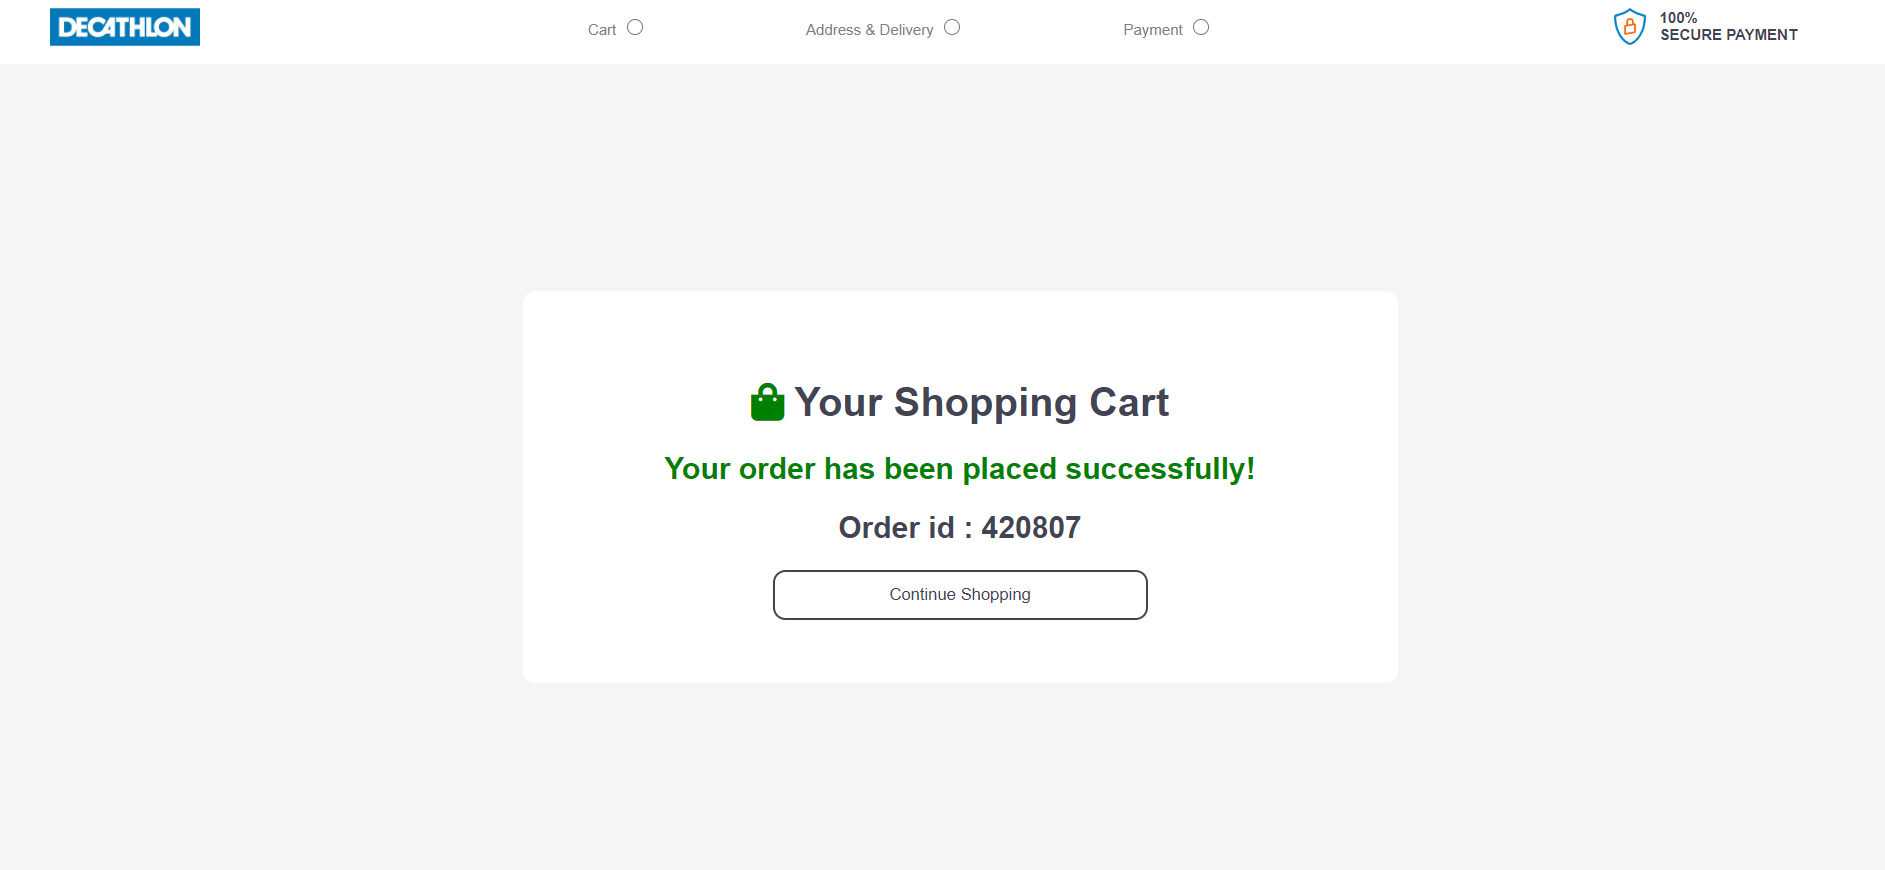 DECATHLON
Cart
Address & Delivery
Payment
100%
SECURE PAYMENT
Your Shopping Cart
Your order has been placed successfully!
Order id : 420807
Continue Shopping